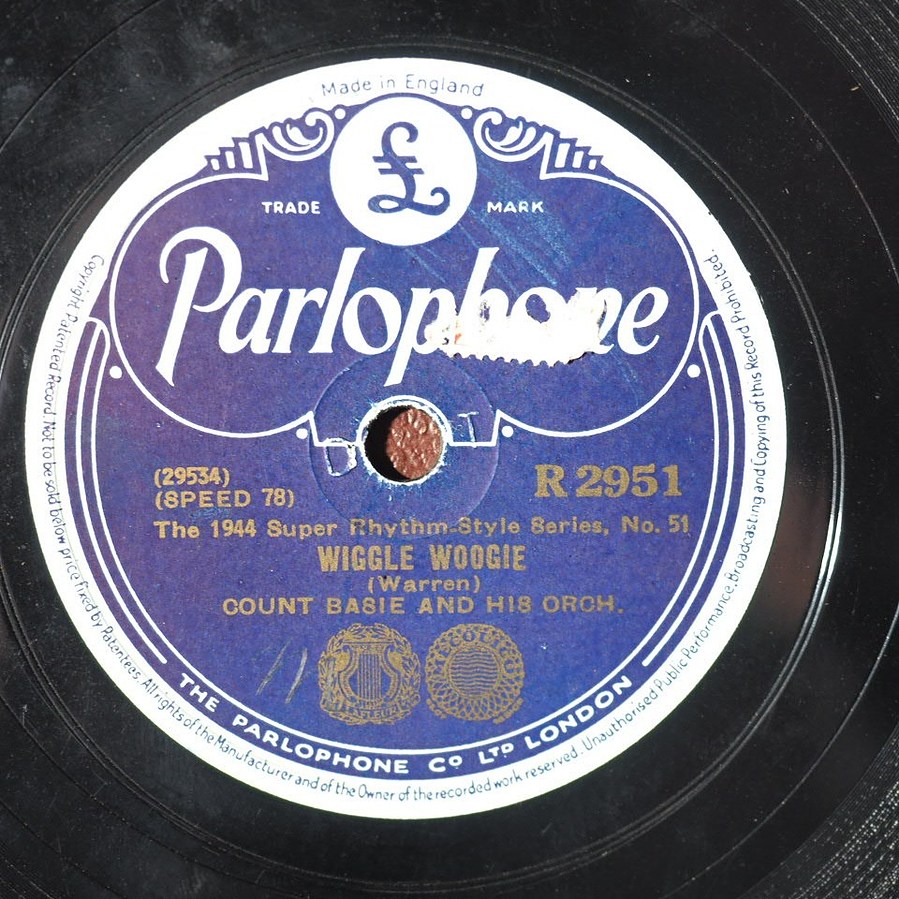 Made in England
£
TRADE MARK
Parlophone
D T
(29534)
R 2951
(SPEED 78)
The 1944 Super Rhythm-Style Series, No. 51
WIGGLE WOOGIE
(Warren)
COUNT BASIE AND HIS ORCH.
THE PARLOPHONE Cº LTD LONDON
Copyright Patented Record. Not to be sold below price fixed by Patentees. All rights of the Manufacturer and of the Owner of the recorded work reserved. Unauthorised Public Performance, Broadcasting and Copying of this Record Prohibited.